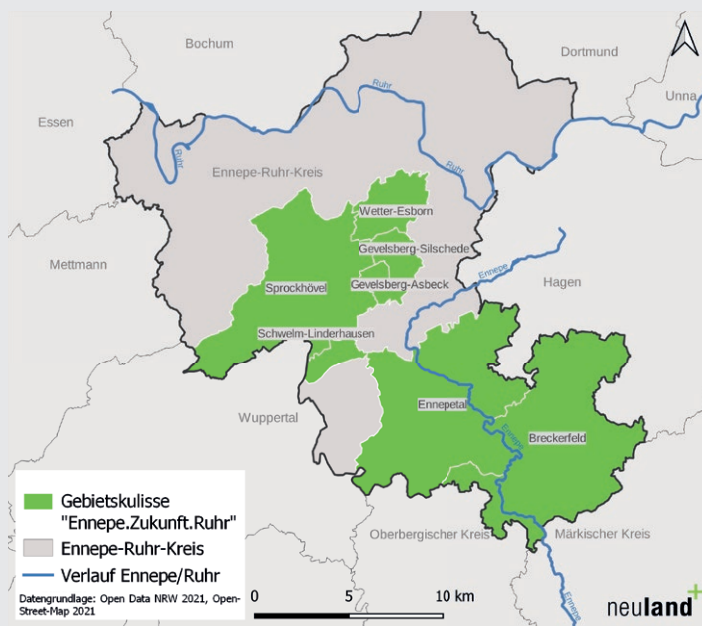 Bochum
Dortmund
Unna
Essen
Ruhr
Ruhr
Ruhr
Ennepe-Ruhr-Kreis
Wetter-Esborn
Gevelsberg-Silschede
Mettmann
Ennepe
Hagen
Sprockhövel
Gevelsberg-Asbeck
Schwelm-Linderhausen
Ennepetal
Wuppertal
Ennepe
Breckerfeld
Oberbergischer Kreis
Märkischer Kreis
Ennepe
Gebietskulisse
"Ennepe.Zukunft.Ruhr"
Ennepe-Ruhr-Kreis
Verlauf Ennepe/Ruhr
Datengrundlage: Open Data NRW 2021, Open-
Street-Map 2021
0 5 10 km
neuland+